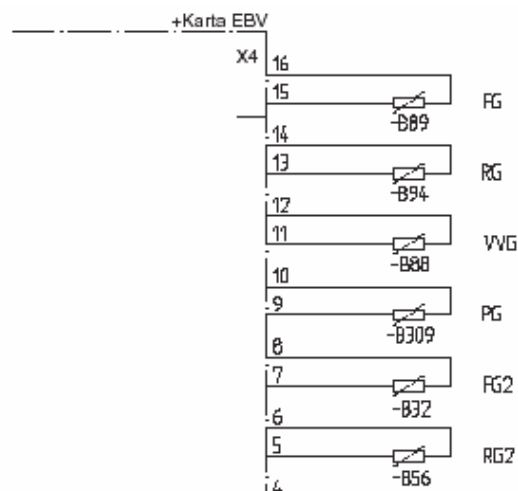 +Karta EBV
X4
16
15
FG
-B89
14
13
RG
-B94
12
11
VVG
-B88
10
9
PG
-B309
8
7
FG2
-B32
6
5
RG2
-B56
4